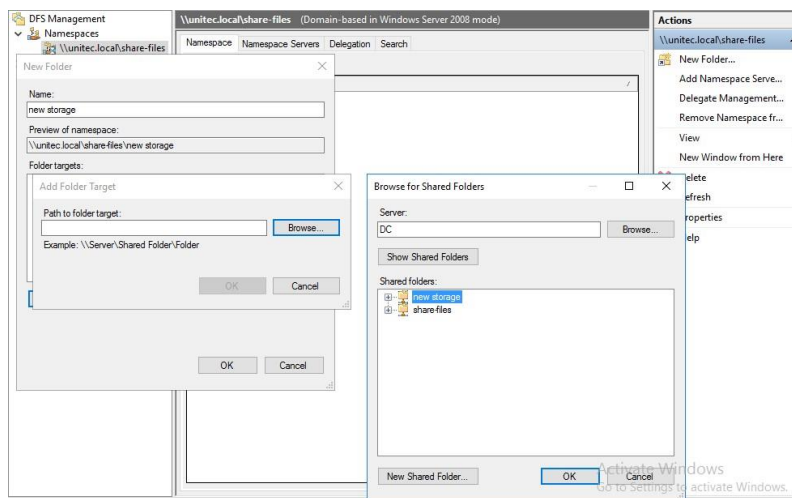 DFS Management
Namespaces
\\unitec.local\share-files
\\unitec.local\share-files (Domain-based in Windows Server 2008 mode)
Namespace Namespace Servers Delegation Search
New Folder
Name:
new storage
Preview of namespace:
\\unitec.local\share-files\new storage
Folder targets:
Add Folder Target
Path to folder target:
Browse...
Example: \\Server\Shared Folder\Folder
OK Cancel
OK Cancel
Browse for Shared Folders
Server:
DC
Browse...
Show Shared Folders
Shared folders:
new storage
share-files
New Shared Folder...
OK Cancel
Actions
\\unitec.local\share-files
New Folder...
Add Namespace Serve...
Delegate Management...
Remove Namespace fr...
View
New Window from Here
elete
efresh
roperties
elp
Activate Windows
Go to Settings to activate Windows.